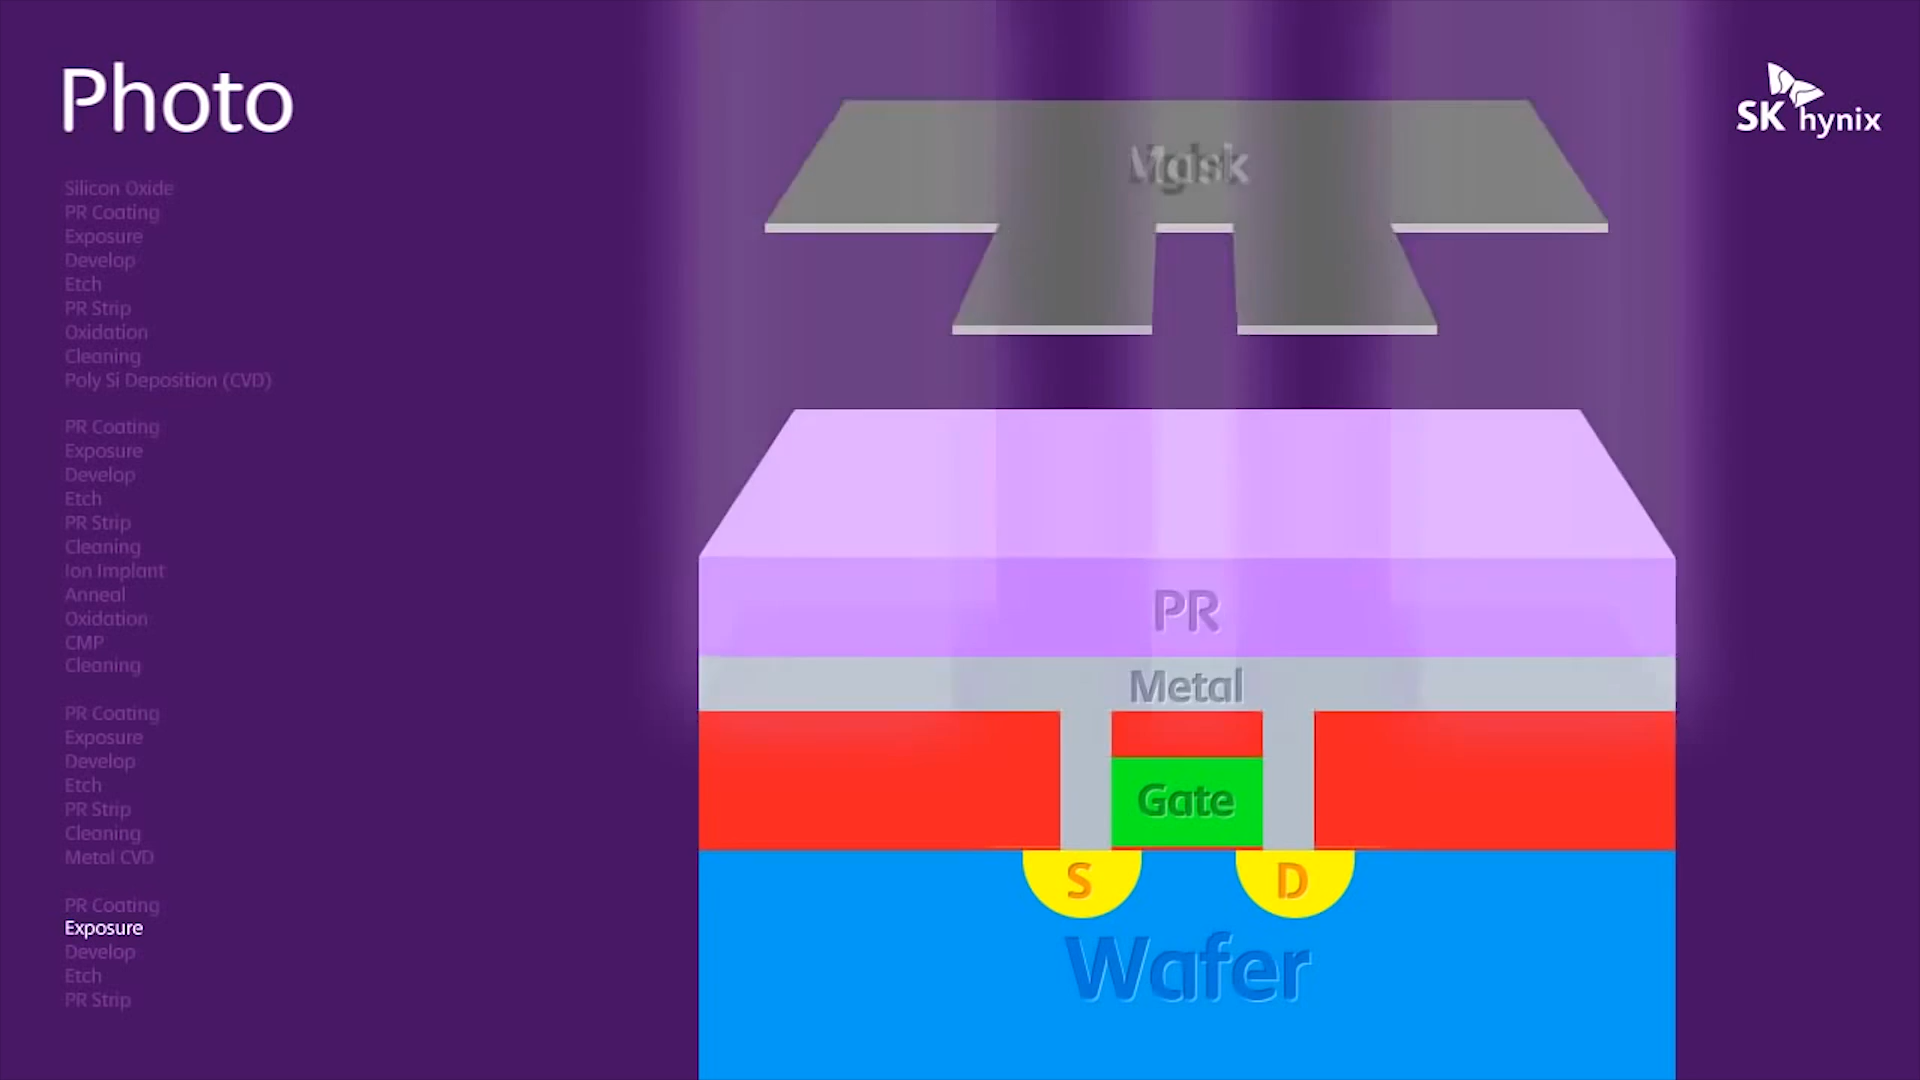 Photo
SK hynix
Silicon Oxide
PR Coating
Exposure
Develop
Etch
PR Strip
Oxidation
Cleaning
Poly Si Deposition (CVD)
PR Coating
Exposure
Develop
Etch
PR Strip
Cleaning
Ion Implant
Anneal
Oxidation
CMP
Cleaning
PR Coating
Exposure
Develop
Etch
PR Strip
Cleaning
Metal CVD
PR Coating
Exposure
Develop
Etch
PR Strip
Mask
PR
Metal
Gate
S
D
Wafer